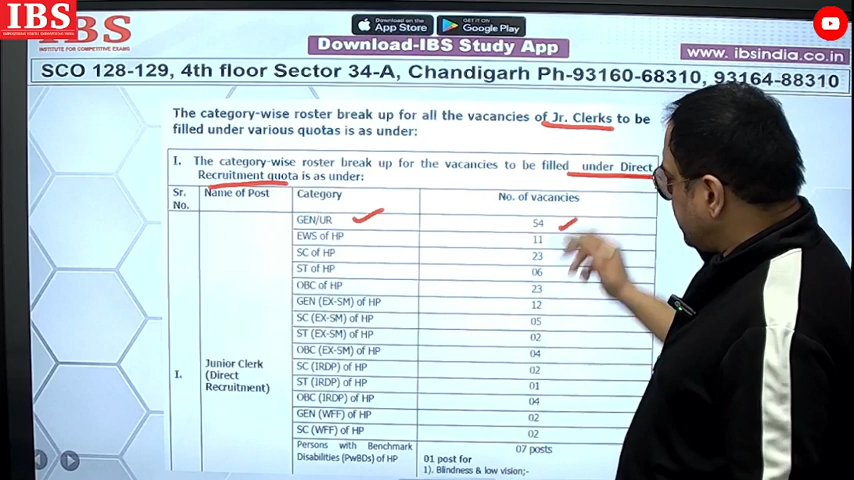 IBS
INSTITUTE FOR COMPETITIVE EXAMS
IBS
INSTITUTE FOR COMPETITIVE EXAMS
Download on the
App Store
GET IT ON
Google Play
Download-IBS Study App
www. ibsindia.co.in
SCO 128-129, 4th floor Sector 34-A, Chandigarh Ph-93160-68310, 93164-88310
The category-wise roster break up for all the vacancies of Jr. Clerks to be
filled under various quotas is as under:
I. The category-wise roster break up for the vacancies to be filled under Direct
Recruitment quota is as under:
Sr. No. Name of Post Category No. of vacancies
GEN/UR 54
EWS of HP 11
SC of HP 23
ST of HP 06
OBC of HP 23
GEN (EX-SM) of HP 12
SC (EX-SM) of HP 05
ST (EX-SM) of HP 02
OBC (EX-SM) of HP 04
I. Junior Clerk (Direct Recruitment) SC (IRDP) of HP 02
ST (IRDP) of HP 01
OBC (IRDP) of HP 04
GEN (WFF) of HP 02
SC (WFF) of HP 02
Persons with Benchmark 07 posts
Disabilities (PwBDs) of HP 01 post for
1). Blindness & low vision;-